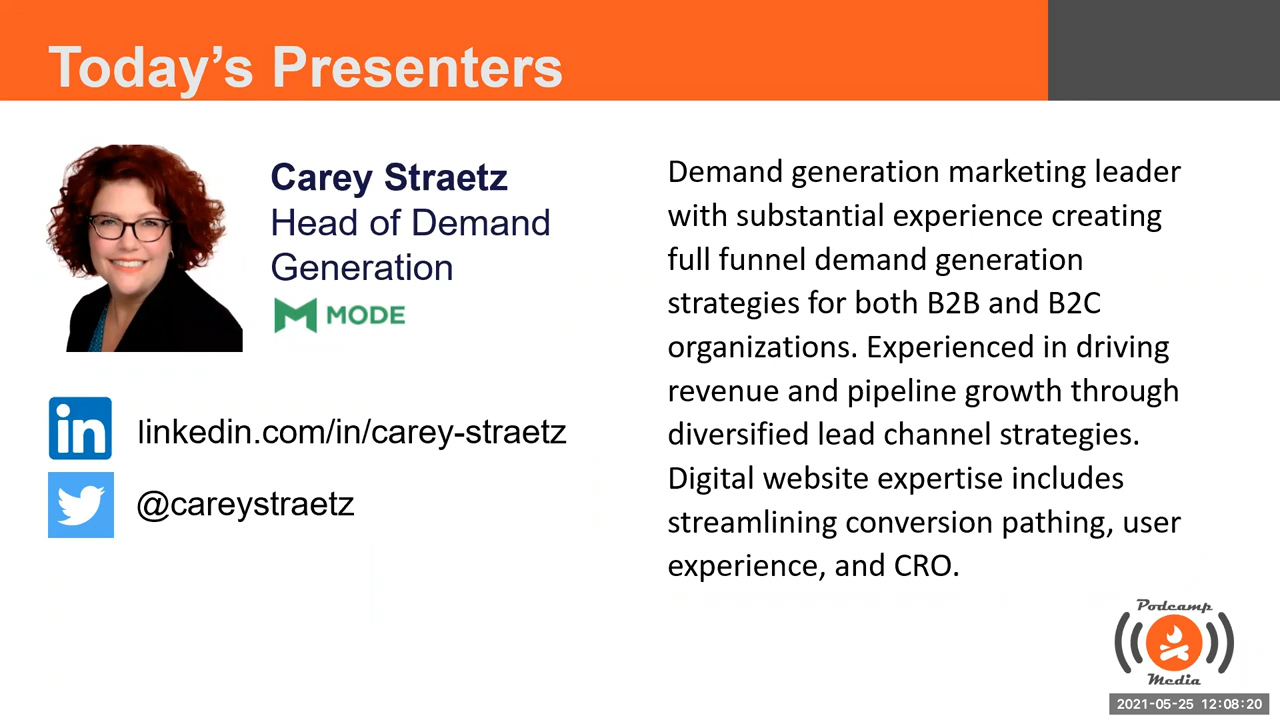 Today’s Presenters
Carey Straetz
Head of Demand
Generation
MODE
linkedin.com/in/carey-straetz
@careystraetz
Demand generation marketing leader
with substantial experience creating
full funnel demand generation
strategies for both B2B and B2C
organizations. Experienced in driving
revenue and pipeline growth through
diversified lead channel strategies.
Digital website expertise includes
streamlining conversion pathing, user
experience, and CRO.
Podcamp
Media
2021-05-25 12:08:20